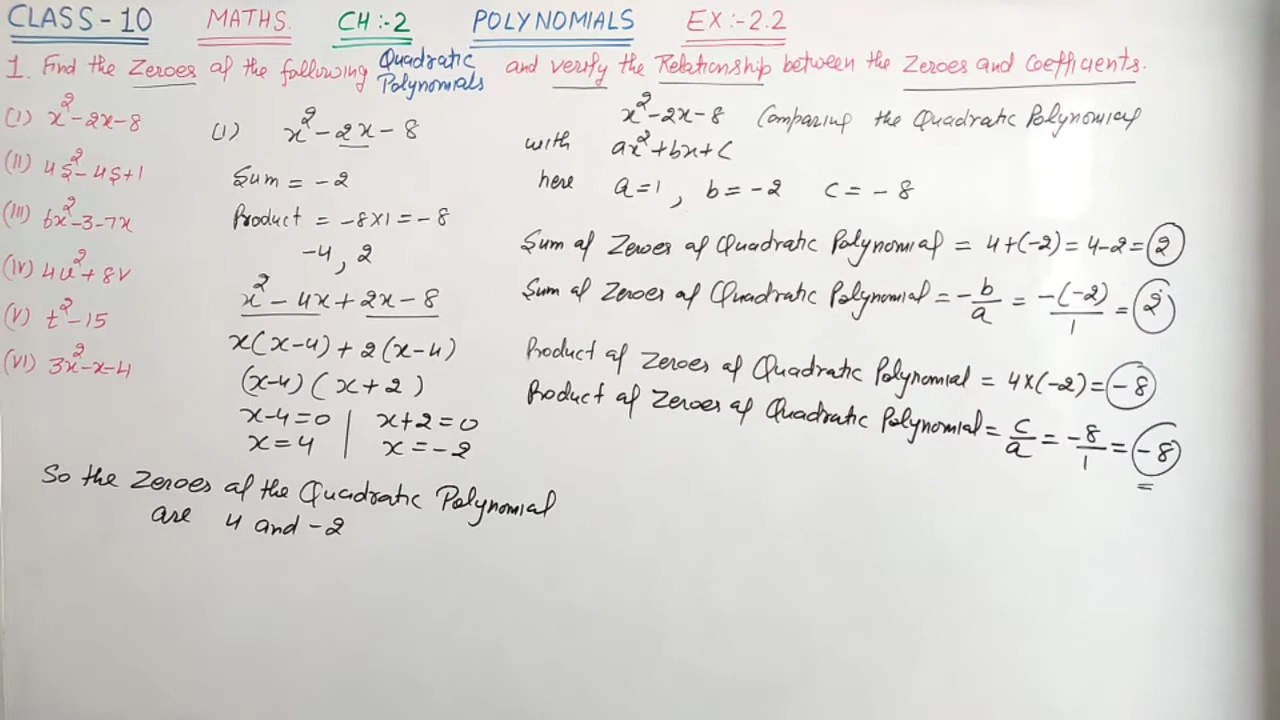 CLASS-10 MATHS. CH:-2 POLYNOMIALS EX:-2.2
1. Find the Zeroes of the following Quadratic Polynomials and verify the Relationship between the Zeroes and Coefficients.
(I) x²-2x-8
(II) 4s²-4s+1
(III) 6x²-3-7x
(IV) 4u²+8u
(V) t²-15
(VI) 3x²-x-4
(1) x²-2x-8
Sum = -2
Product = -8×1 = -8
-4, 2
x²-4x+2x-8
x(x-4)+2(x-4)
(x-4)(x+2)
x-4=0 | x+2=0
x=4 | x=-2
So the Zeroes of the Quadratic Polynomial
are 4 and -2
x²-2x-8 Comparing the Quadratic Polynomial
with ax²+bx+c
here a=1, b=-2 c=-8
Sum of Zeroes of Quadratic Polynomial = 4+(-2) = 4-2 = 2
Sum of Zeroes of Quadratic Polynomial = -b/a = -(-2)/1 = 2
Product of Zeroes of Quadratic Polynomial = 4×(-2) = -8
Product of Zeroes of Quadratic Polynomial = c/a = -8/1 = -8